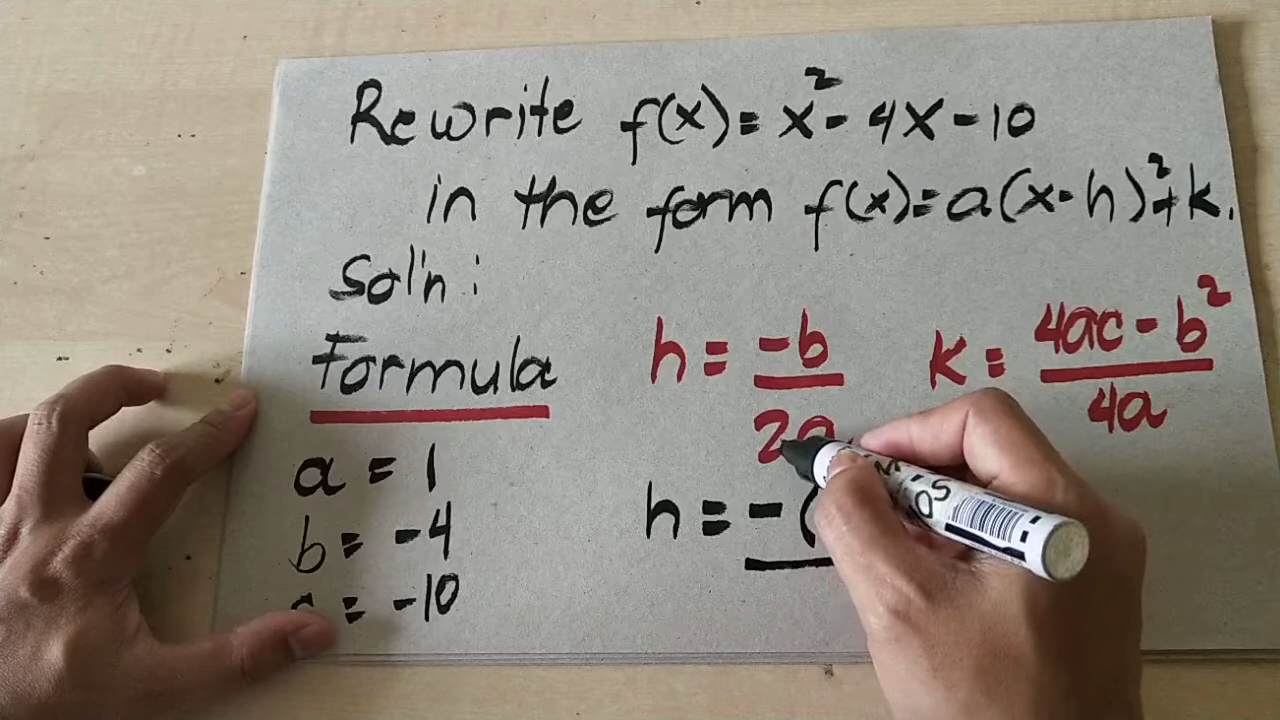 Rewrite f(x) = x² - 4x - 10
in the form f(x) = a(x - h)² + k.
Sol'n :
Formula
h = -b/2a
k = (4ac - b²)/4a
a = 1
b = -4
c = -10
h = -(